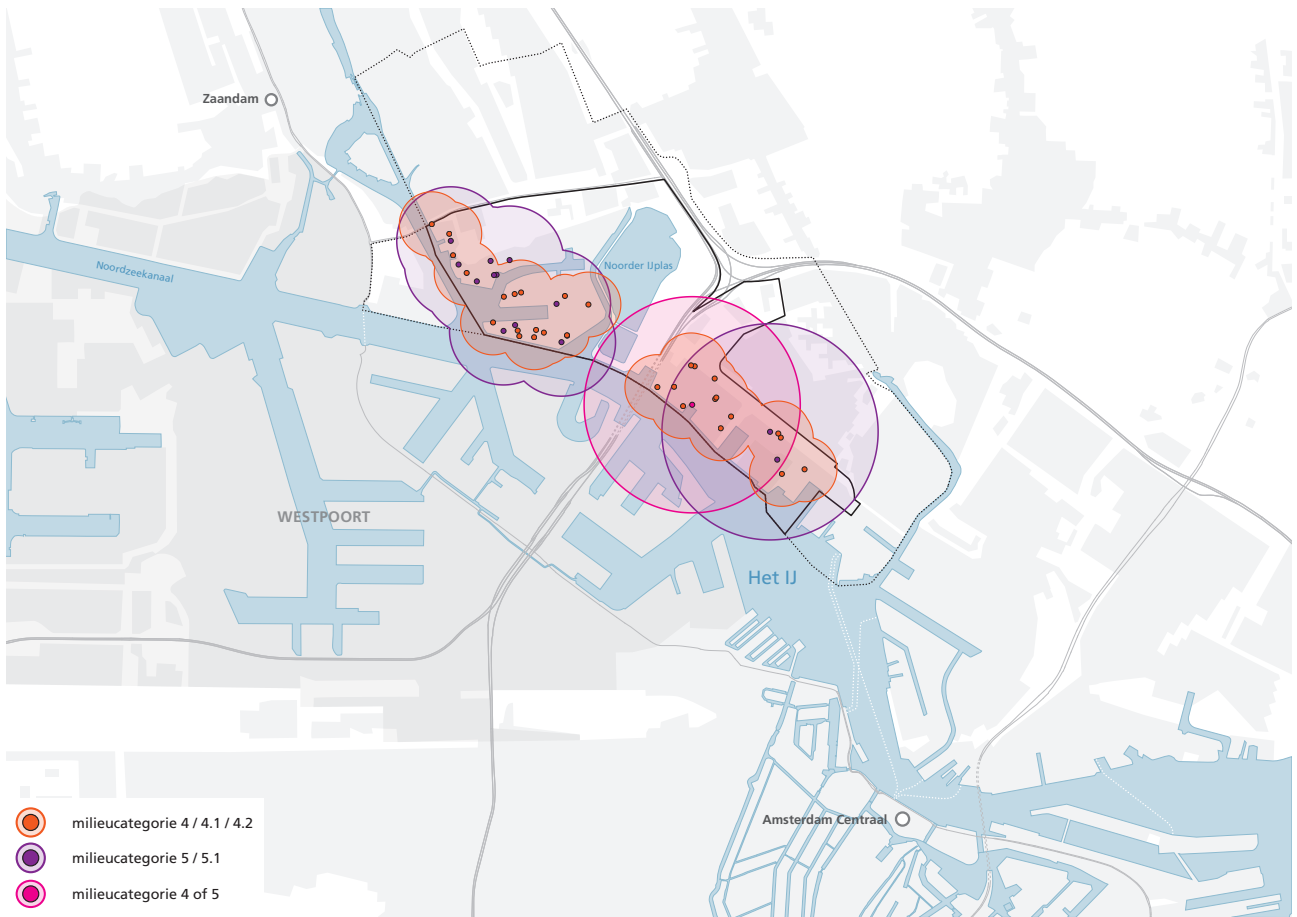 Zaandam
Noordzeekanaal
Noorder IJplas
WESTPOORT
Het IJ
Amsterdam Centraal
milieucategorie 4 / 4.1 / 4.2
milieucategorie 5 / 5.1
milieucategorie 4 of 5